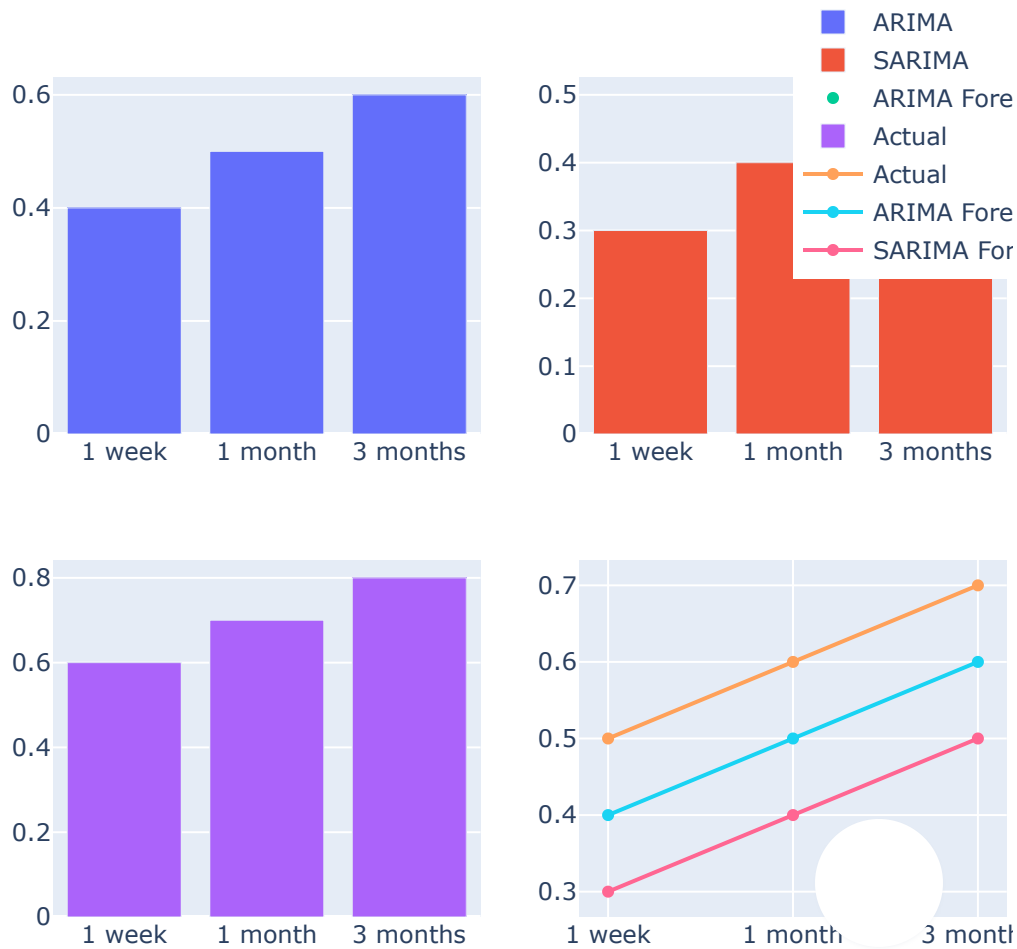 ARIMA
SARIMA
ARIMA Fore
Actual
Actual
ARIMA Fore
SARIMA For
0.6
0.4
0.2
0
1 week 1 month 3 months
0.5
0.4
0.3
0.2
0.1
0
1 week 1 month 3 months
0.8
0.6
0.4
0.2
0
1 week 1 month 3 months
0.7
0.6
0.5
0.4
0.3
1 week 1 month 3 month